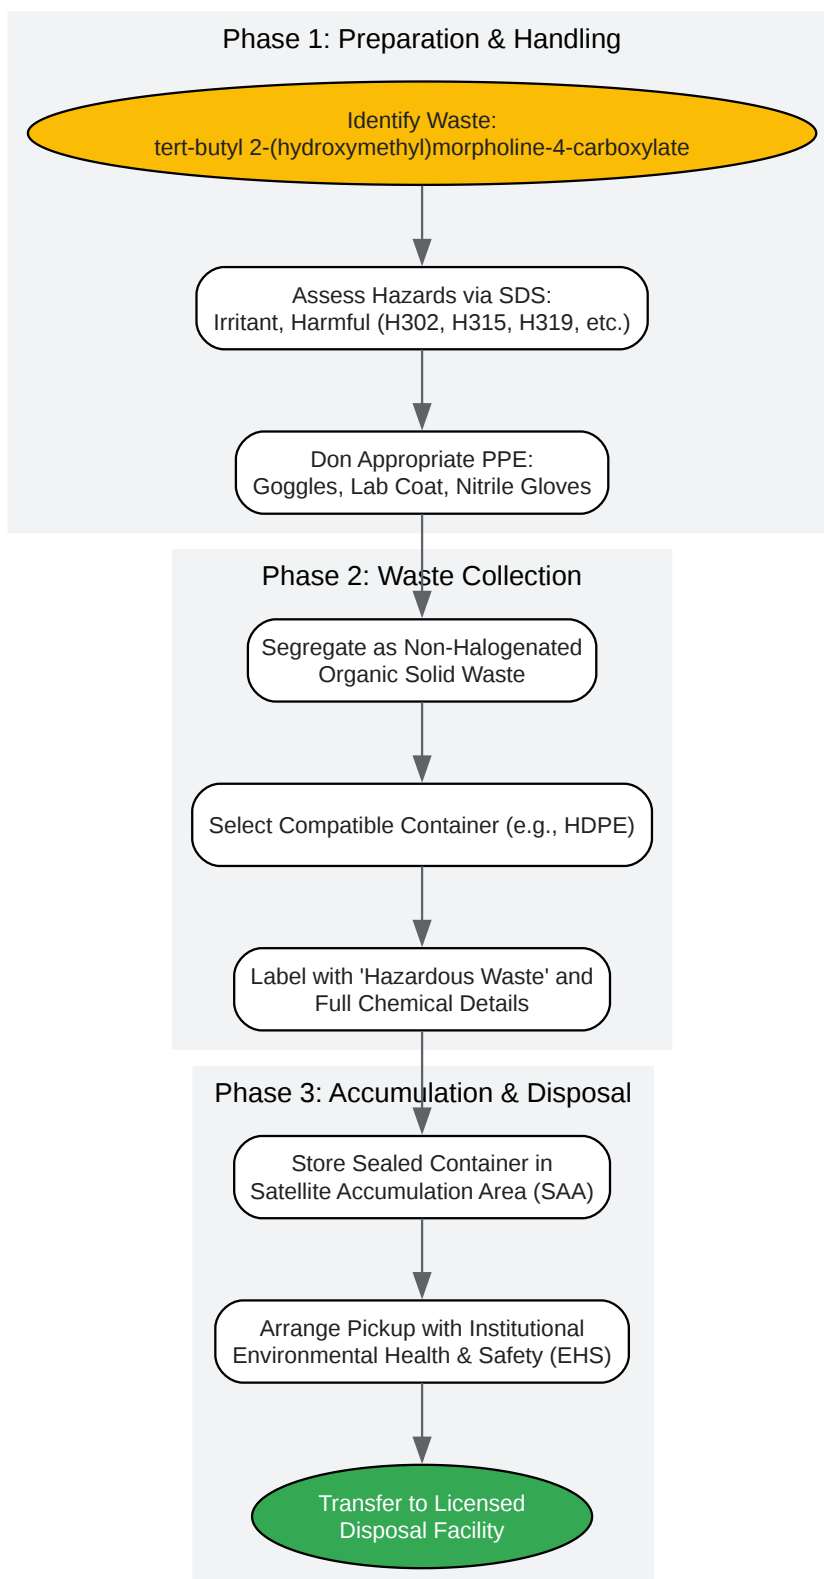 Phase 1: Preparation & Handling
Identify Waste:
tert-butyl 2-(hydroxymethyl)morpholine-4-carboxylate
Assess Hazards via SDS:
Irritant, Harmful (H302, H315, H319, etc.)
Don Appropriate PPE:
Goggles, Lab Coat, Nitrile Gloves
Phase 2: Waste Collection
Segregate as Non-Halogenated
Organic Solid Waste
Select Compatible Container (e.g., HDPE)
Label with 'Hazardous Waste' and
Full Chemical Details
Phase 3: Accumulation & Disposal
Store Sealed Container in
Satellite Accumulation Area (SAA)
Arrange Pickup with Institutional
Environmental Health & Safety (EHS)
Transfer to Licensed
Disposal Facility